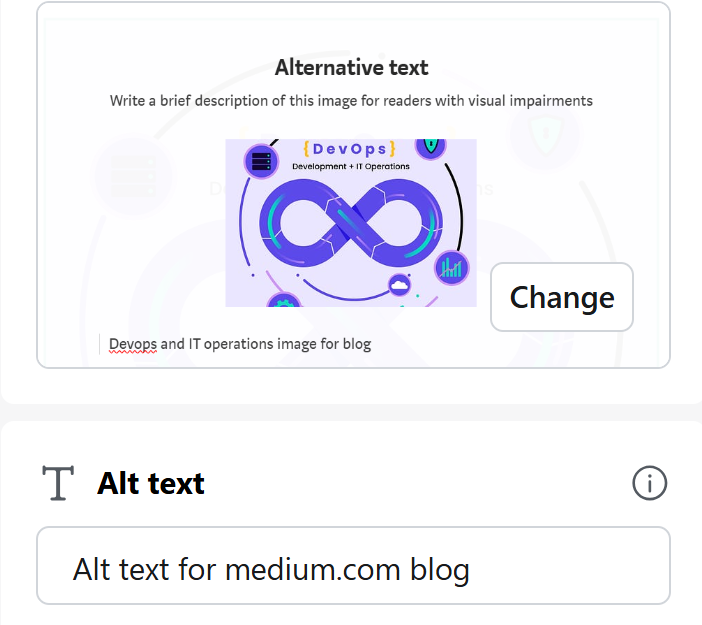 Alternative text
Write a brief description of this image for readers with visual impairments
{DevOps}
Development + IT Operations
Change
Devops and IT operations image for blog
Alt text
Alt text for medium.com blog